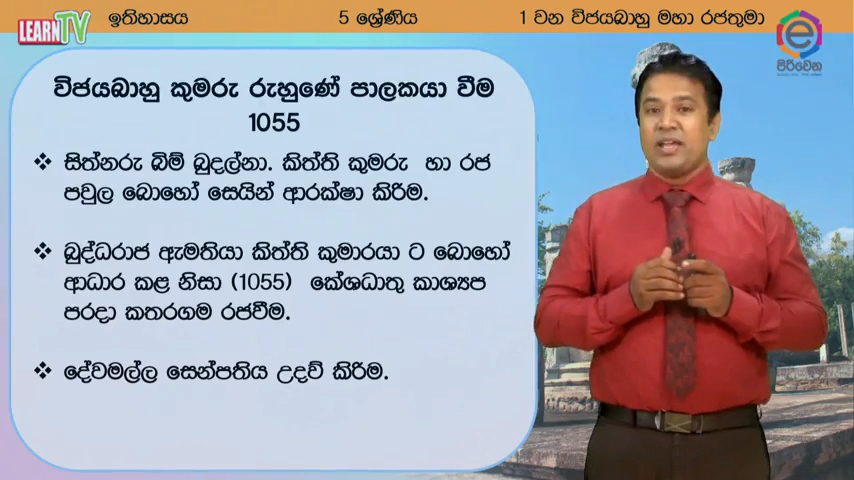 LEARN TV ඉතිහාසය 5 ශ්‍රේණිය 1 වන විජයබාහු මහා රජතුමා
e පිරිවෙන
විජයබාහු කුමරු රුහුණේ පාලකයා වීම
1055
❖ සිත්නරු බිම් බුදල්නා. කිත්ති කුමරු හා රජ
පවුල බොහෝ සෙයින් ආරක්ෂා කිරිම.
❖ බුද්ධරාජ ඇමතියා කිත්ති කුමාරයා ට බොහෝ
ආධාර කළ නිසා (1055) කේශධාතු කාශ්‍යප
පරදා කතරගම රජවීම.
❖ දේවමල්ල සෙන්පතිය උදව් කිරිම.